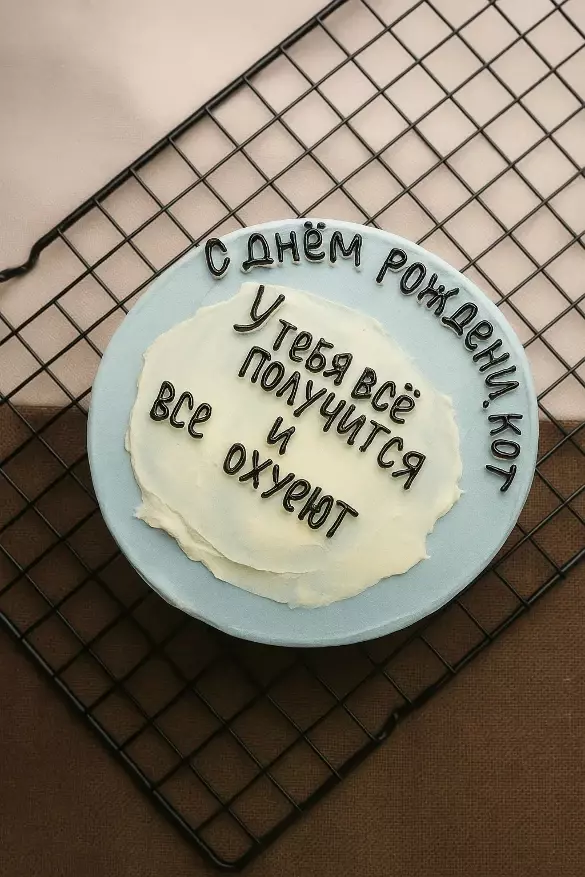 С ДНЁМ РОЖДЕНИ, КОТ
У ТЕБЯ ВСЁ
ПОЛУЧИТСЯ
И
ВСЕ ОХУЕЮТ